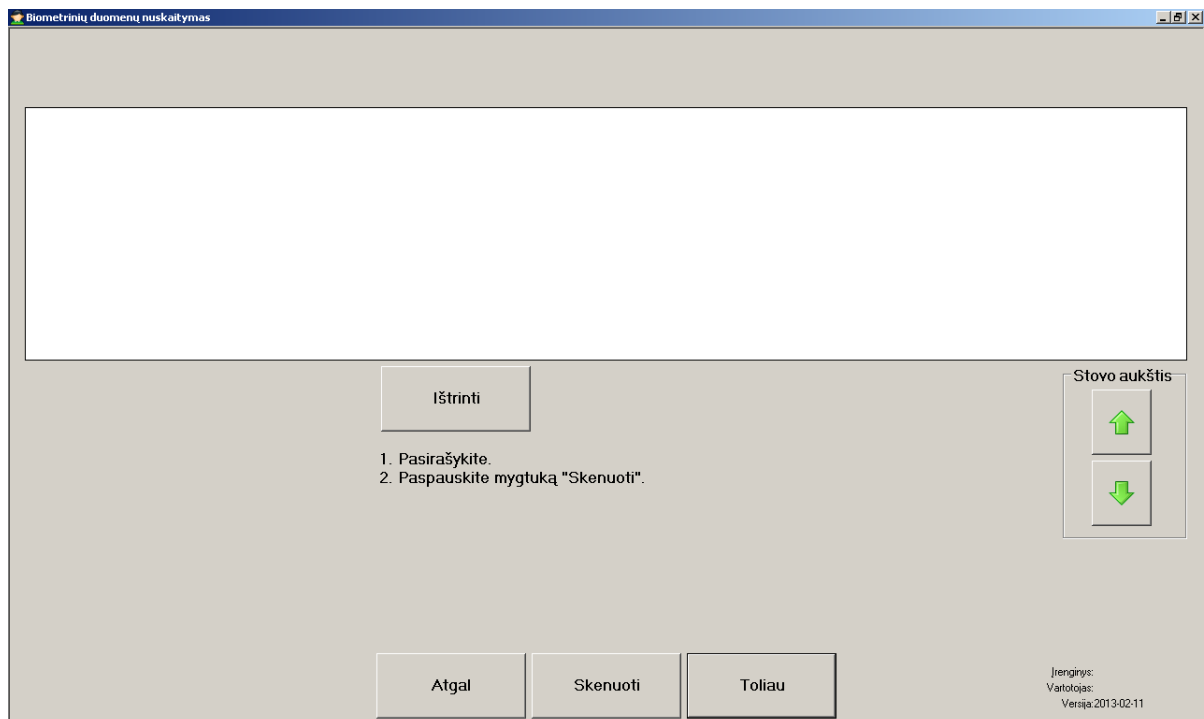 Biometrinių duomenų nuskaitymas
Ištrinti
Stovo aukštis
1. Pasirašykite.
2. Paspauskite mygtuką "Skenuoti".
Atgal
Skenuoti
Toliau
Įrenginys:
Vartotojas:
Versija:2013-02-11